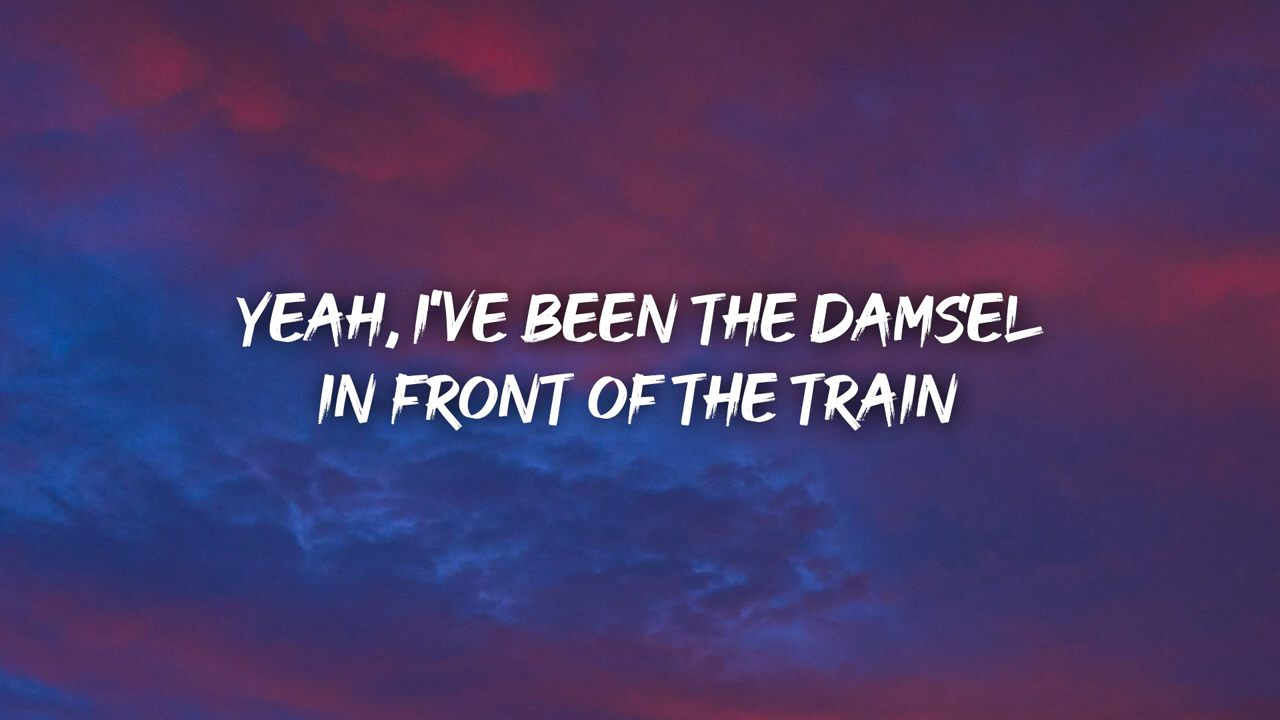 YEAH, I'VE BEEN THE DAMSEL
IN FRONT OF THE TRAIN